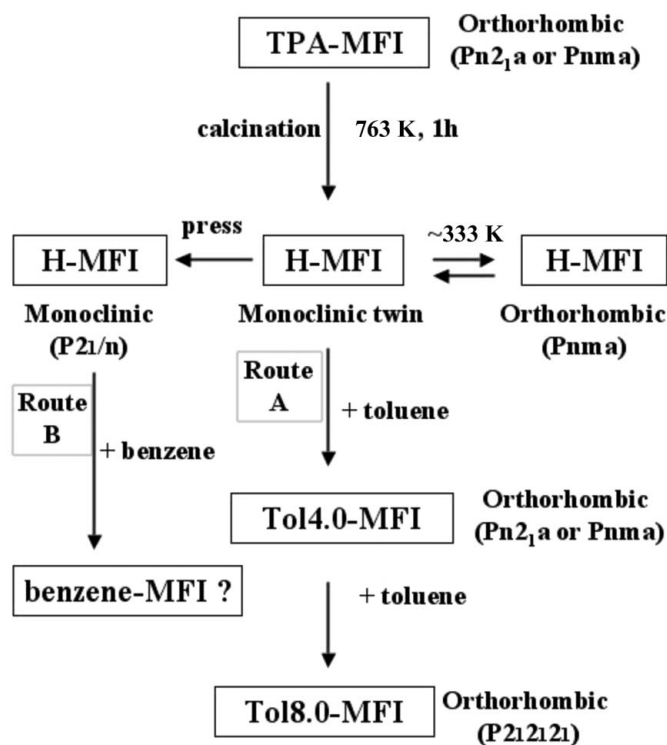 TPA-MFI
Orthorhombic
(Pn2₁a or Pnma)
calcination
763 K, 1h
press
~333 K
H-MFI
H-MFI
H-MFI
Monoclinic
(P21/n)
Monoclinic twin
Orthorhombic
(Pnma)
Route
B
+ benzene
Route
A
+ toluene
Tol4.0-MFI
Orthorhombic
(Pn2₁a or Pnma)
benzene-MFI ?
+ toluene
Tol8.0-MFI
Orthorhombic
(P212121)